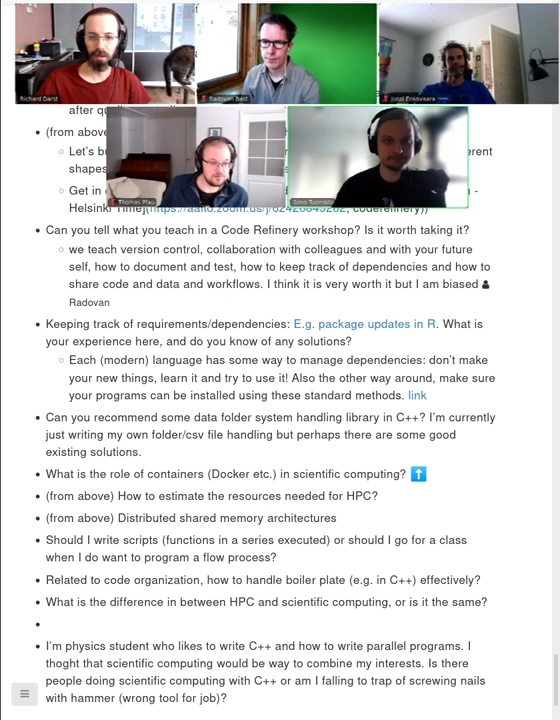 Richard Darst
Radovan Bast
Jussi Enkovaara
after
(from above
Let's
erent
shapes
Get in
Thomas Pfau
Simo Tuomisto
Helsinki Time](https://aalto.zoom.us/j/
coderefinery))
Can you tell what you teach in a Code Refinery workshop? Is it worth taking it?
we teach version control, collaboration with colleagues and with your future
self, how to document and test, how to keep track of dependencies and how to
share code and data and workflows. I think it is very worth it but I am biased
Radovan
Keeping track of requirements/dependencies: E.g. package updates in R. What is
your experience here, and do you know of any solutions?
Each (modern) language has some way to manage dependencies: don't make
your new things, learn it and try to use it! Also the other way around, make sure
your programs can be installed using these standard methods. link
Can you recommend some data folder system handling library in C++? I'm currently
just writing my own folder/csv file handling but perhaps there are some good
existing solutions.
What is the role of containers (Docker etc.) in scientific computing? ⬆
(from above) How to estimate the resources needed for HPC?
(from above) Distributed shared memory architectures
Should I write scripts (functions in a series executed) or should I go for a class
when I do want to program a flow process?
Related to code organization, how to handle boiler plate (e.g. in C++) effectively?
What is the difference in between HPC and scientific computing, or is it the same?
I'm physics student who likes to write C++ and how to write parallel programs. I
thoght that scientific computing would be way to combine my interests. Is there
people doing scientific computing with C++ or am I falling to trap of screwing nails
with hammer (wrong tool for job)?